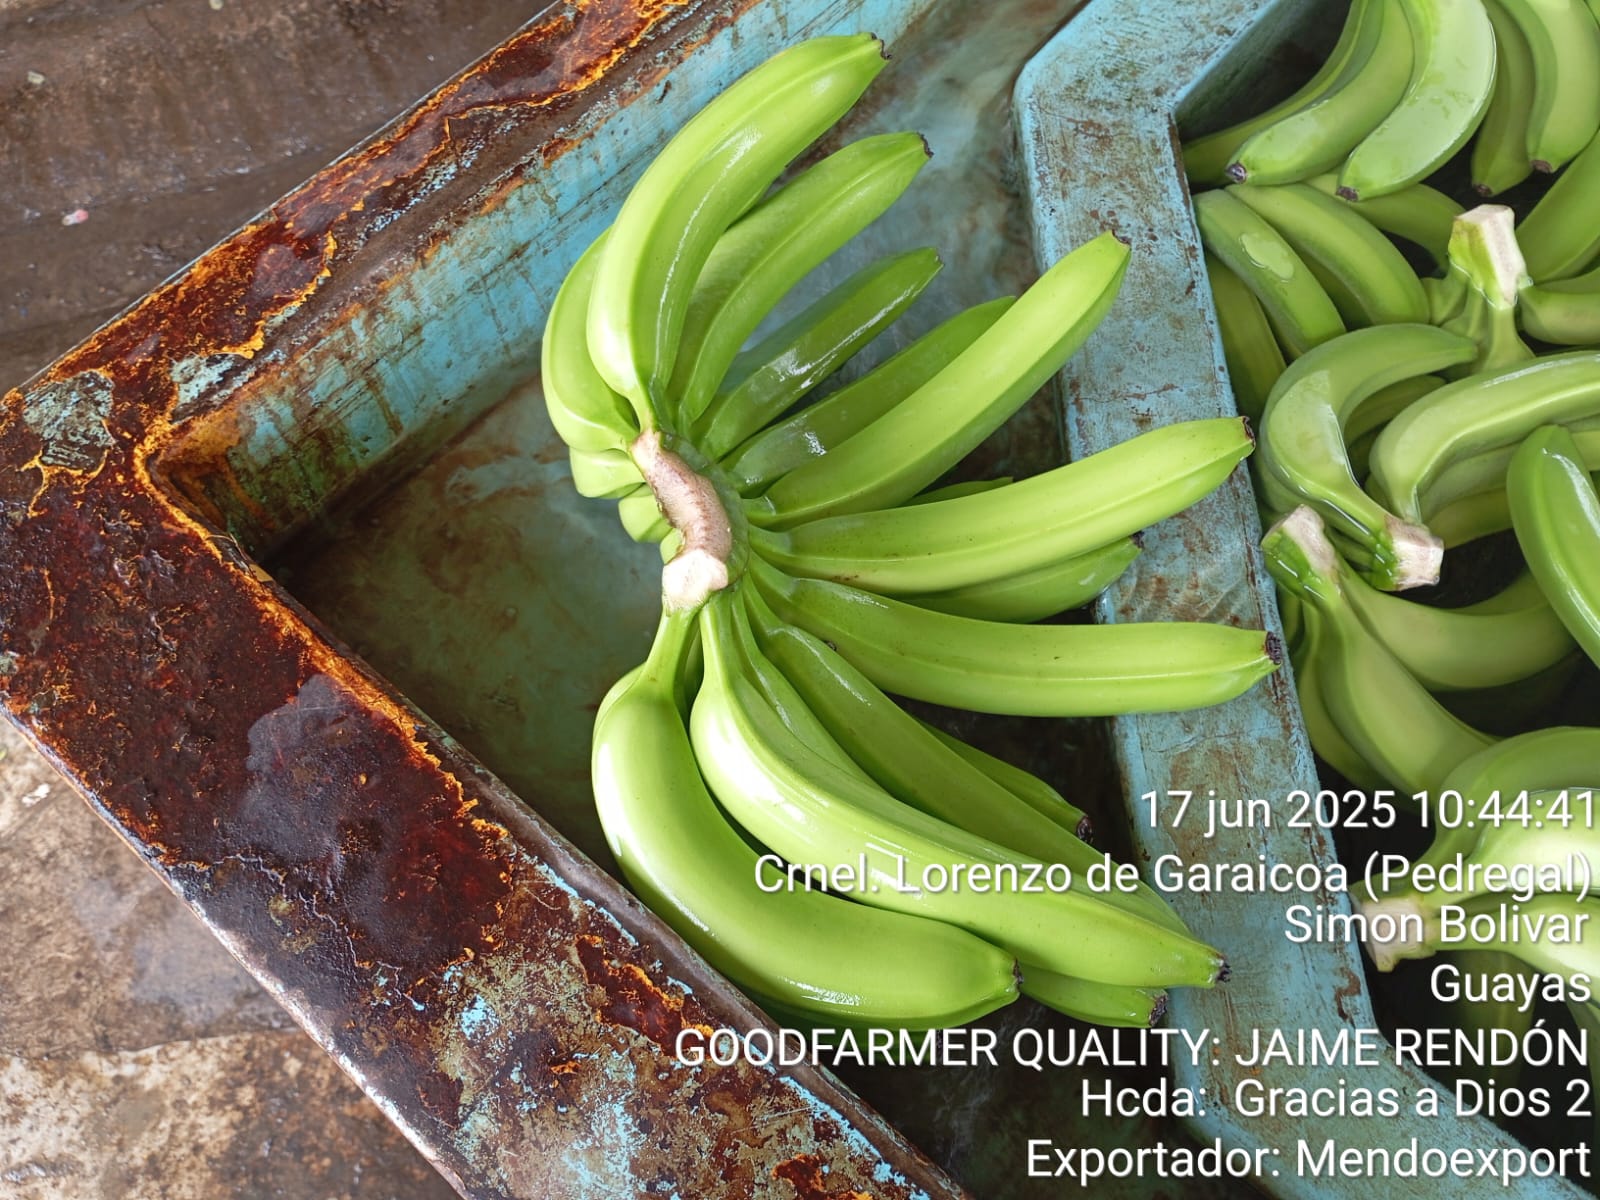 17 jun 2025 10:44:41
Crnel. Lorenzo de Garaicoa (Pedregal)
Simon Bolivar
Guayas
GOODFARMER QUALITY: JAIME RENDÓN
Hcda: Gracias a Dios 2
Exportador: Mendoexport